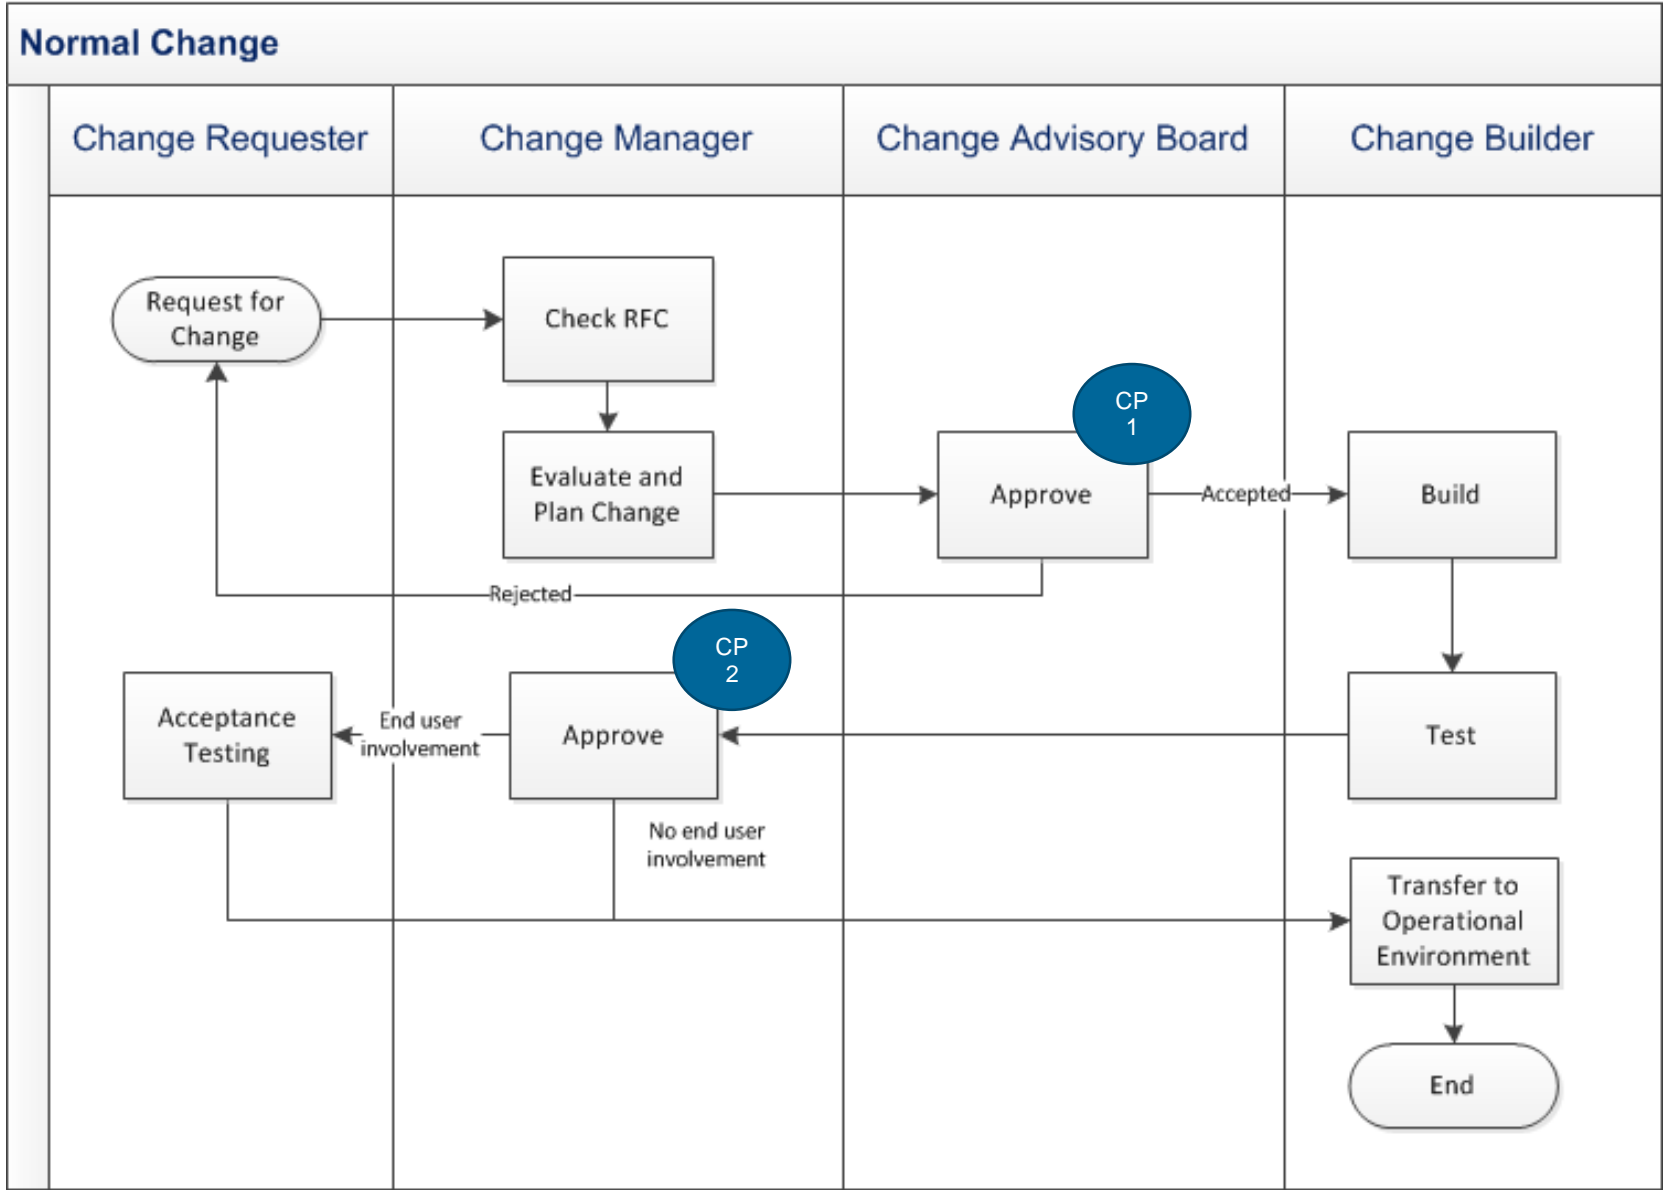 Normal Change
Change Requester
Change Manager
Change Advisory Board
Change Builder
Request for
Change
Check RFC
CP
1
Evaluate and
Plan Change
Approve
Accepted
Build
Rejected
CP
2
Acceptance
Testing
End user
involvement
Approve
Test
No end user
involvement
Transfer to
Operational
Environment
End